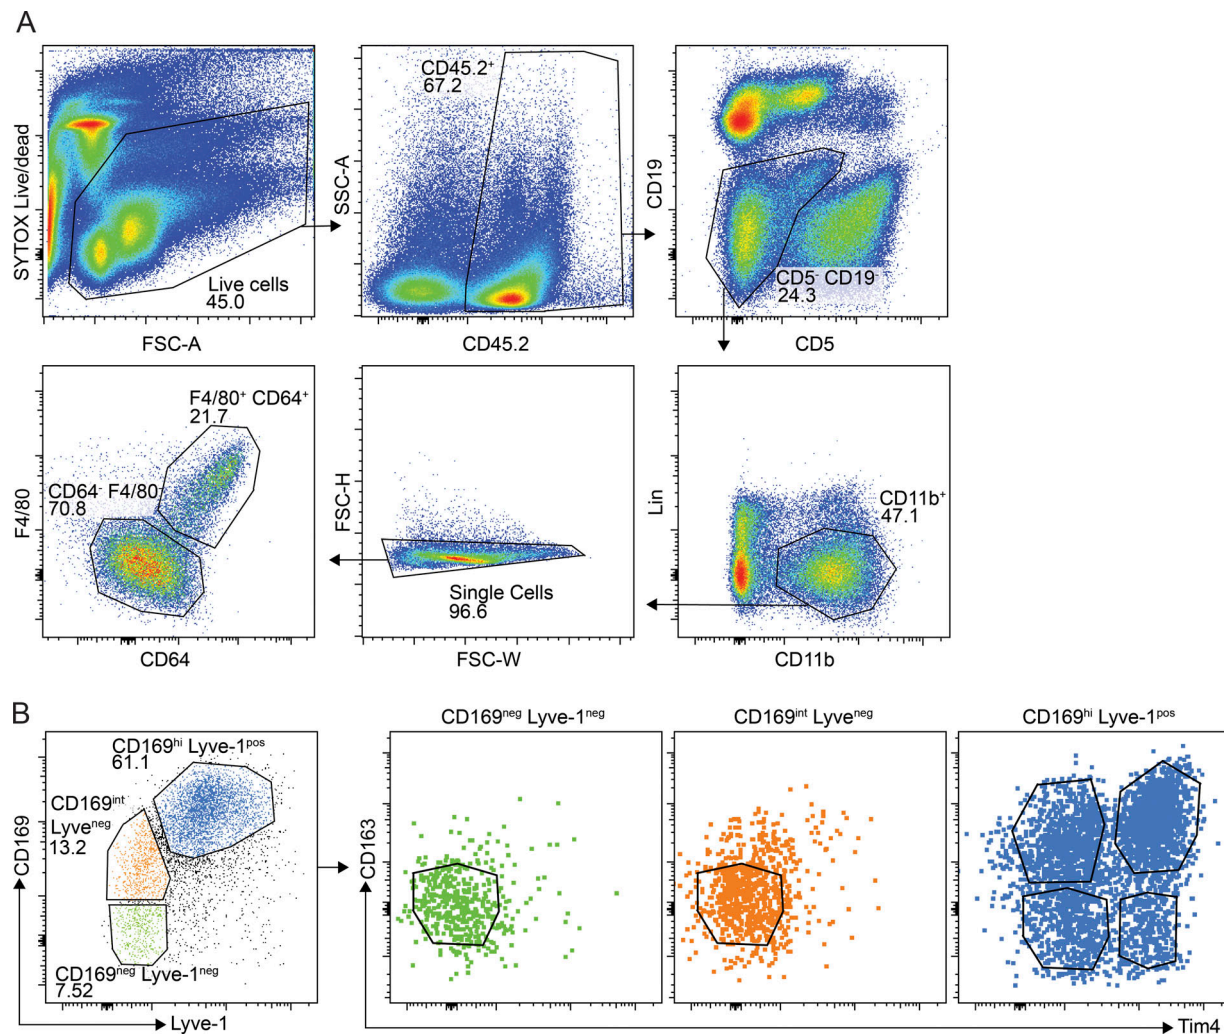 A
SYTOX Live/dead
Live cells
45.0
FSC-A
SSC-A
CD45.2⁺
67.2
CD45.2
CD19
CD5⁻ CD19
24.3
CD5
F4/80
F4/80⁺ CD64⁺
21.7
CD64⁻ F4/80⁻
70.8
CD64
FSC-H
Single Cells
96.6
FSC-W
Lin
CD11b⁺
47.1
CD11b
B
CD169
CD169ʰⁱ Lyve-1ᵖᵒˢ
61.1
CD169ⁱⁿᵗ
Lyveⁿᵉᵍ
13.2
CD169ⁿᵉᵍ Lyve-1ⁿᵉᵍ
7.52
Lyve-1
CD163
CD169ⁿᵉᵍ Lyve-1ⁿᵉᵍ
CD169ⁱⁿᵗ Lyveⁿᵉᵍ
CD169ʰⁱ Lyve-1ᵖᵒˢ
Tim4